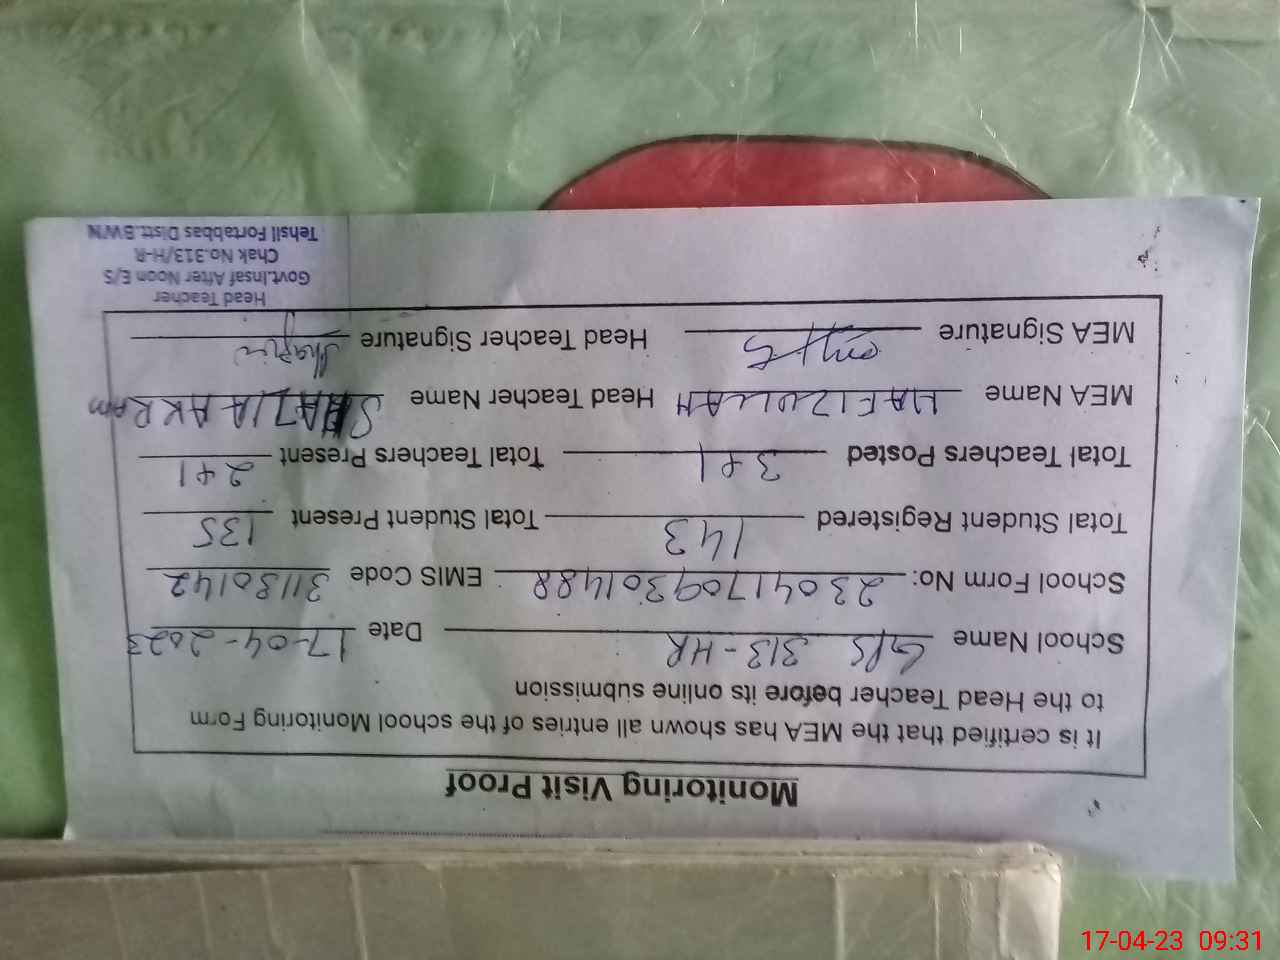 Monitoring Visit Proof
It is certified that the MEA has shown all entries of the school Monitoring Form
to the Head Teacher before its online submission
School Name GPS 313-HR Date 17-04-2023
School Form No: 23041709301488 EMIS Code 31130142
Total Student Registered 143 Total Student Present 135
Total Teachers Posted 3+1 Total Teachers Present 2+1
MEA Name HAFIZULLAH Head Teacher Name SHAZIA AKRAM
MEA Signature Head Teacher Signature Shazia
Head Teacher
Govt.Insaf After Noon E/S
Chak No.313/H-R
Tehsil Fortabbas Distt.BWN
17-04-23 09:31